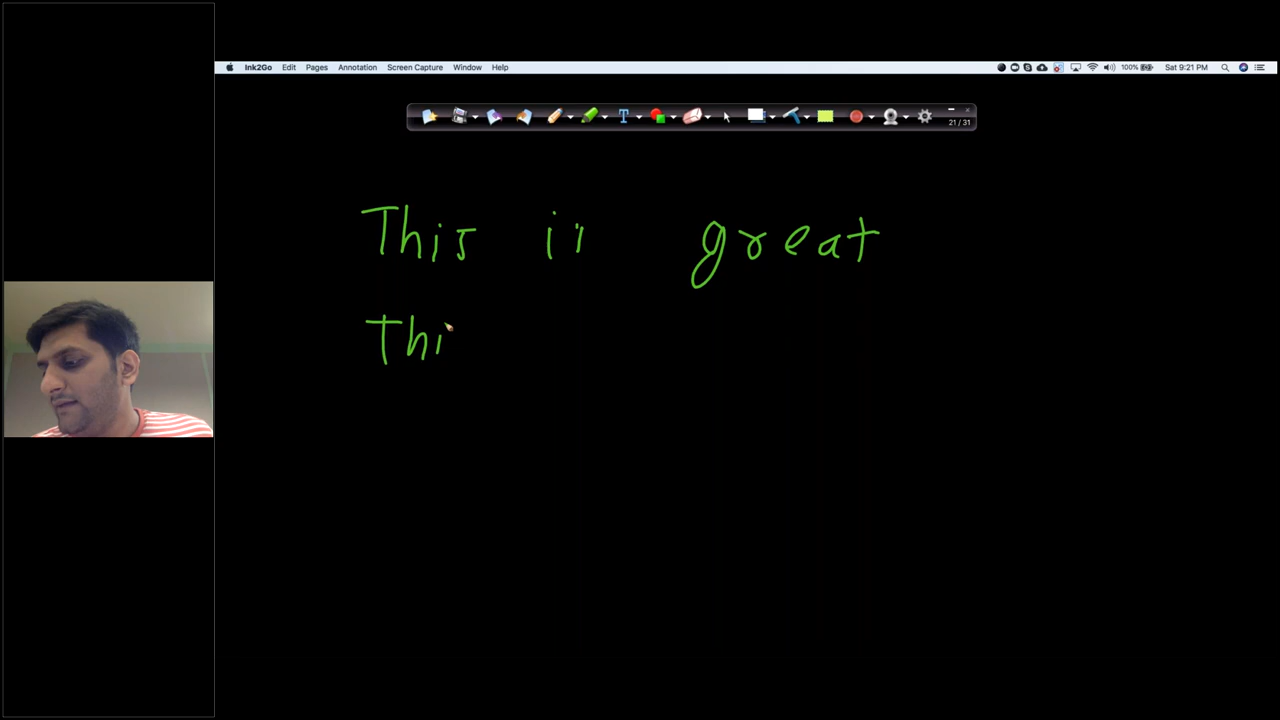 Ink2Go Edit Pages Annotation Screen Capture Window Help 100% Sat 9:21 PM
T 21 / 31
This is great
Thi